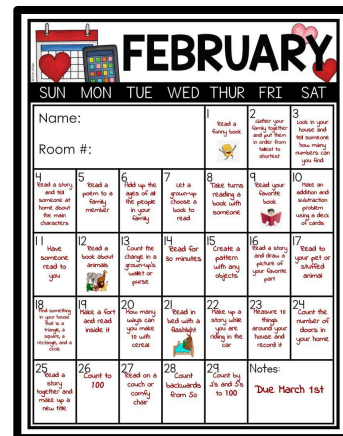 FEBRUARY
SUN MON TUE WED THUR FRI SAT
Name:
Room #:
1
Read a
funny book
2
Gather your
family together
and put them
in order from
tallest to
shortest
3
Look in your
house and
tell someone
how many
numbers can
you find
4
Read a story
and tell
someone at
home about
the main
characters
5
Read a
poem to a
family
member
6
Add up the
ages of all
the people
in your
family
7
Let a
grown-up
choose a
book to
read
8
Take turns
reading a
book with
someone
9
Read your
favorite
book
10
Make an
addition and
subtraction
problem
using a deck
of cards
11
Have
someone
read to
you
12
Read a
book about
animals
13
Count the
change in a
grown-up's
wallet or
purse
14
Read for
20 minutes
15
Create a
pattern
with any
objects
16
Read a story
and draw a
picture of
your favorite
part
17
Read to
your pet or
stuffed
animal
18
Find something
in your house
that is a
triangle, a
square, a
rectangle, and a
circle
19
Make a fort
and read
inside it
20
How many
ways can
you make
10 with
cereal
21
Read in
bed with a
flashlight
22
Make up a
story while
you are
riding in the
car
23
Measure 10
things
around your
house and
record it
24
Count the
number of
doors in
your home
25
Read a
story
together and
make up a
new title
26
Count to
100
27
Read on a
couch or
comfy
chair
28
Count
backwards
from 50
29
Count by
2's and 5's
to 100
Notes:
Due March 1st